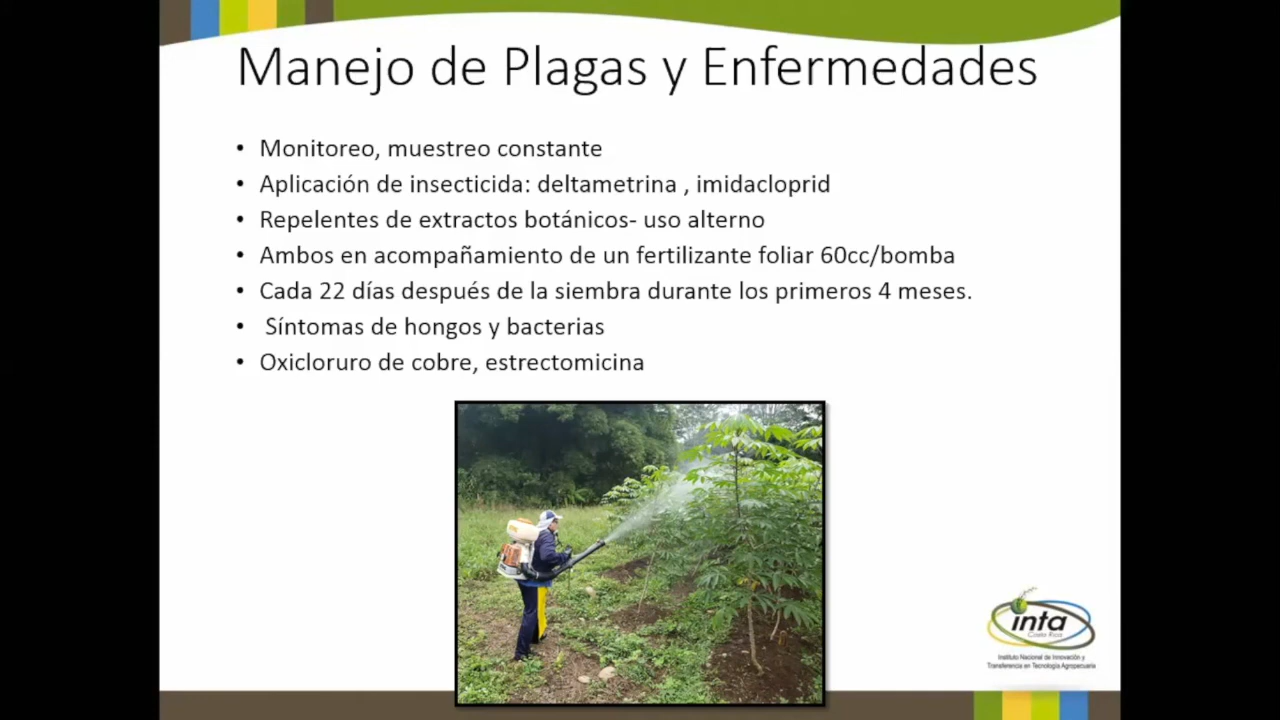 Manejo de Plagas y Enfermedades
• Monitoreo, muestreo constante
• Aplicación de insecticida: deltametrina , imidacloprid
• Repelentes de extractos botánicos- uso alterno
• Ambos en acompañamiento de un fertilizante foliar 60cc/bomba
• Cada 22 días después de la siembra durante los primeros 4 meses.
• Síntomas de hongos y bacterias
• Oxicloruro de cobre, estrectomicina
inta
Costa Rica
Instituto Nacional de Innovación y
Transferencia en Tecnología Agropecuaria